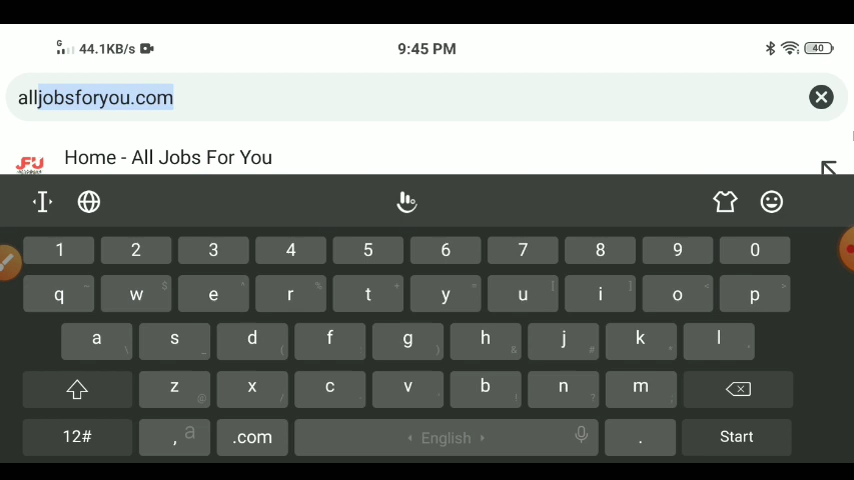 G 44.1KB/s 9:45 PM 40
alljobsforyou.com
JFU Home - All Jobs For You
1 2 3 4 5 6 7 8 9 0
q w e r t y u i o p
a s d f g h j k l
z x c v b n m
12# , a .com English . Start